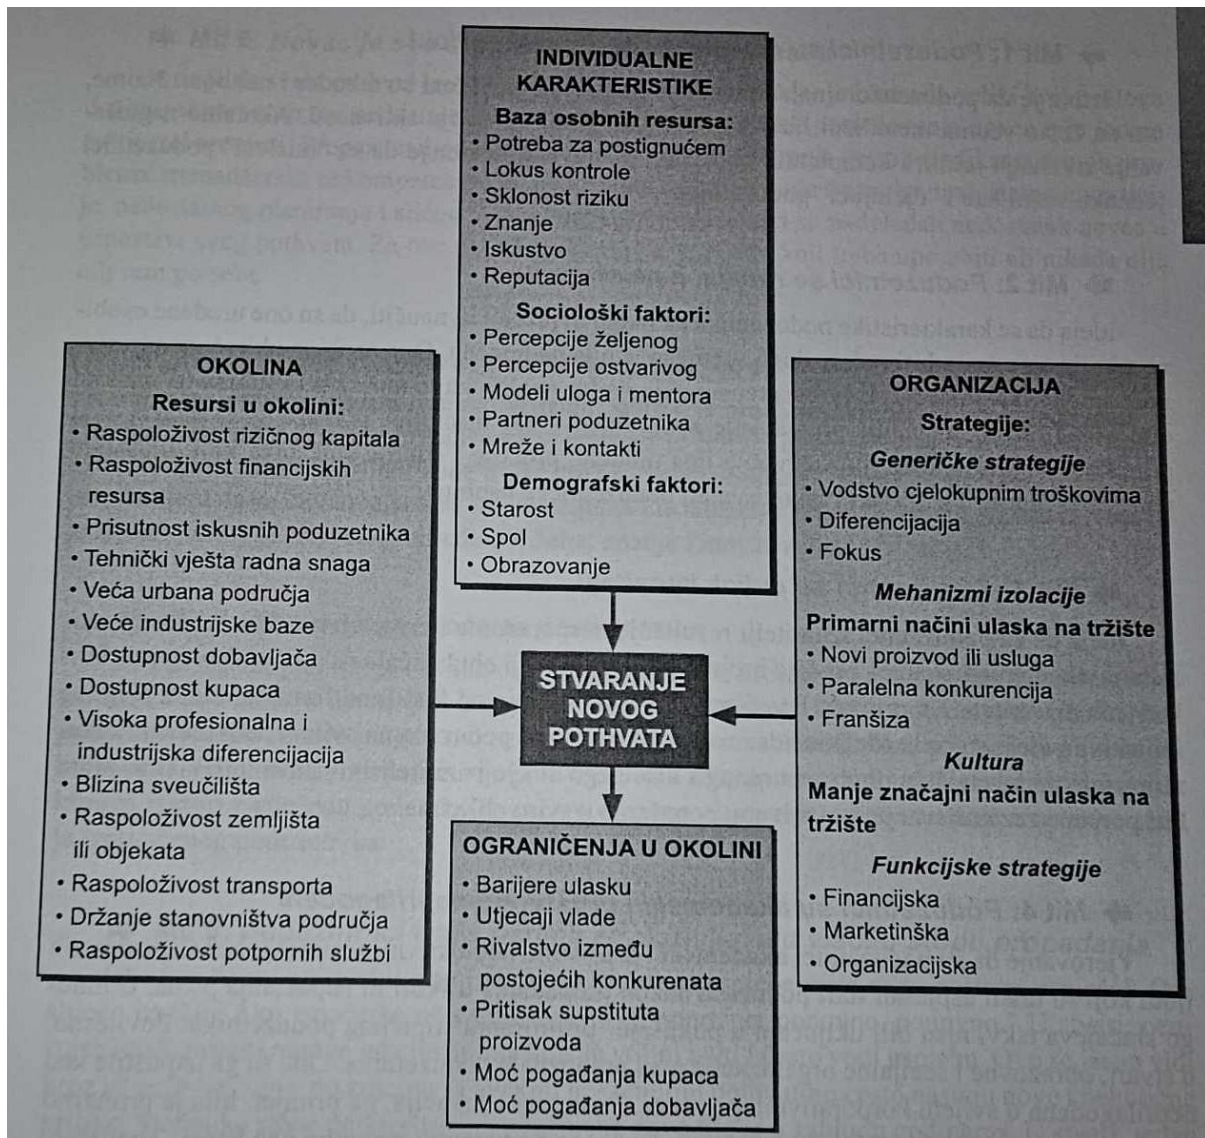 INDIVIDUALNE
KARAKTERISTIKE
Baza osobnih resursa:
• Potreba za postignućem
• Lokus kontrole
• Sklonost riziku
• Znanje
• Iskustvo
• Reputacija
Sociološki faktori:
• Percepcije željenog
• Percepcije ostvarivog
• Modeli uloga i mentora
• Partneri poduzetnika
• Mreže i kontakti
Demografski faktori:
• Starost
• Spol
• Obrazovanje
OKOLINA
Resursi u okolini:
• Raspoloživost rizičnog kapitala
• Raspoloživost financijskih
resursa
• Prisutnost iskusnih poduzetnika
• Tehnički vješta radna snaga
• Veća urbana područja
• Veće industrijske baze
• Dostupnost dobavljača
• Dostupnost kupaca
• Visoka profesionalna i
industrijska diferencijacija
• Blizina sveučilišta
• Raspoloživost zemljišta
ili objekata
• Raspoloživost transporta
• Držanje stanovništva područja
• Raspoloživost potpornih službi
STVARANJE
NOVOG
POTHVATA
ORGANIZACIJA
Strategije:
Generičke strategije
• Vodstvo cjelokupnim troškovima
• Diferencijacija
• Fokus
Mehanizmi izolacije
Primarni načini ulaska na tržište
• Novi proizvod ili usluga
• Paralelna konkurencija
• Franšiza
Kultura
Manje značajni način ulaska na
tržište
Funkcijske strategije
• Financijska
• Marketinška
• Organizacijska
OGRANIČENJA U OKOLINI
• Barijere ulasku
• Utjecaji vlade
• Rivalstvo između
postojećih konkurenata
• Pritisak supstituta
proizvoda
• Moć pogađanja kupaca
• Moć pogađanja dobavljača